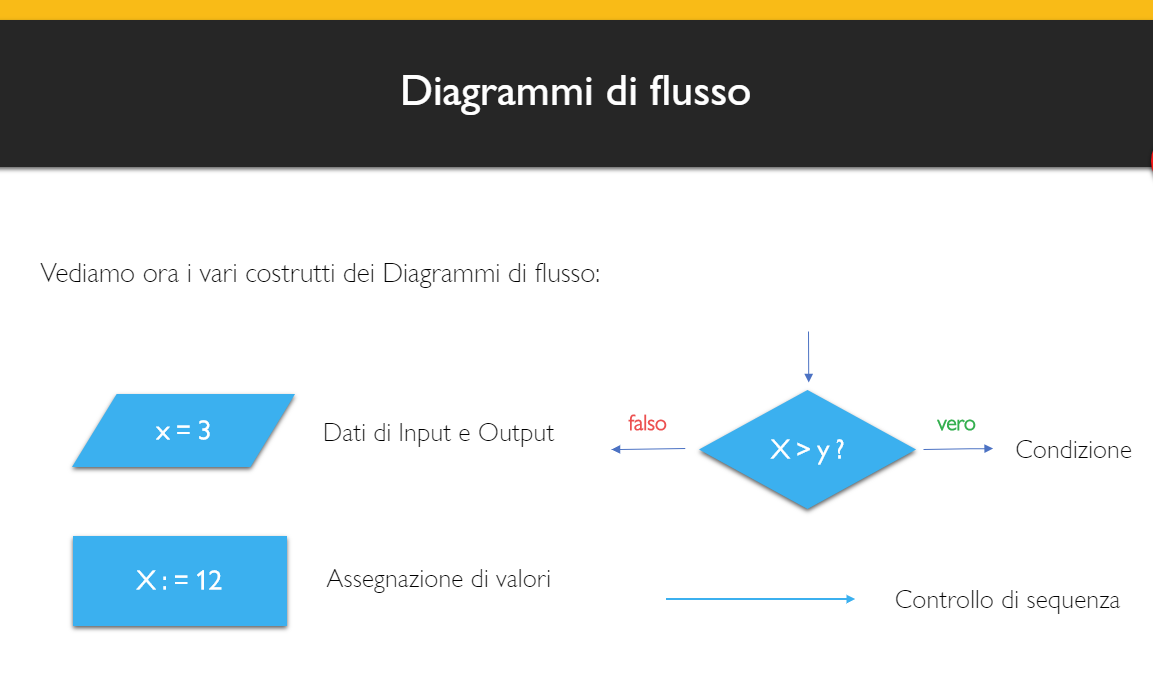 Diagrammi di flusso
Vediamo ora i vari costrutti dei Diagrammi di flusso:
x = 3
Dati di Input e Output
falso
X > y ?
vero
Condizione
X : = 12
Assegnazione di valori
Controllo di sequenza